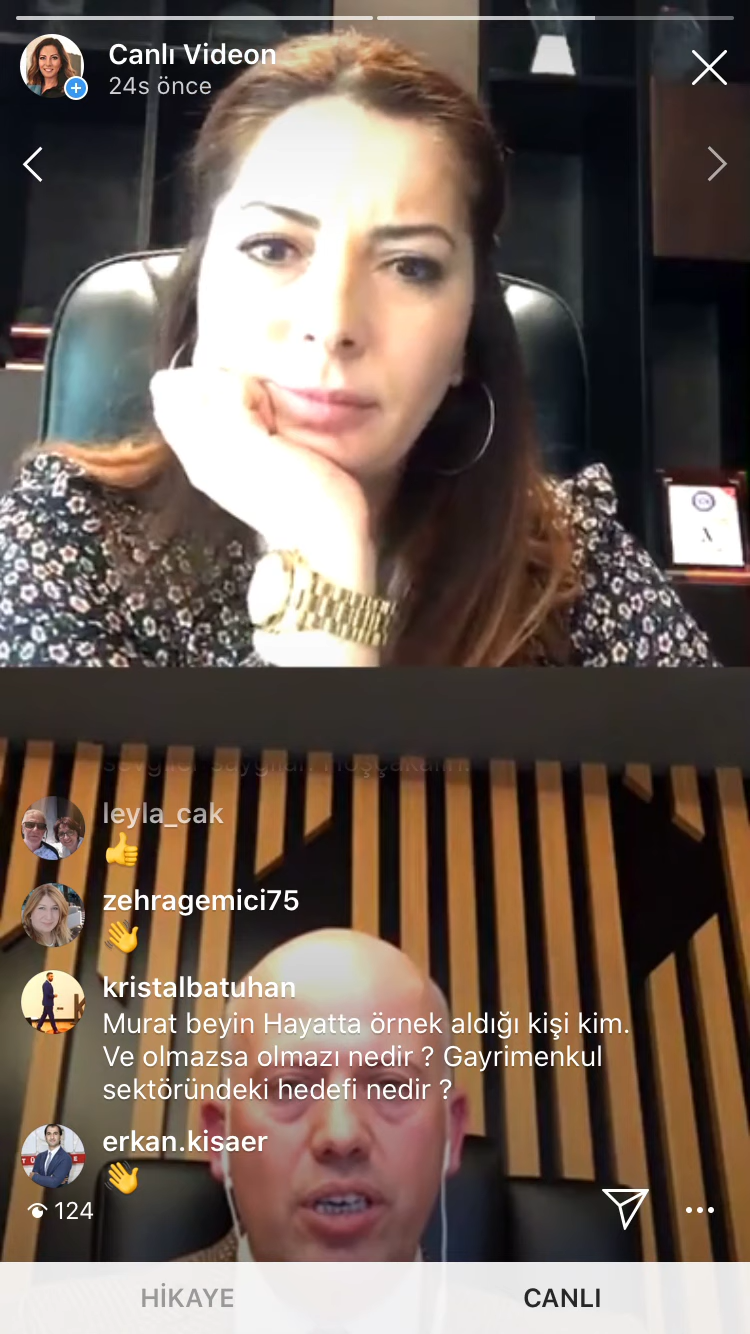 Canlı Videon
24s önce
leyla_cak
👍
zehragemici75
👋
kristalbatuhan
Murat beyin Hayatta örnek aldığı kişi kim.
Ve olmazsa olmazı nedir ? Gayrimenkul
sektöründeki hedefi nedir ?
erkan.kisaer
👋
124
HİKAYE
CANLI